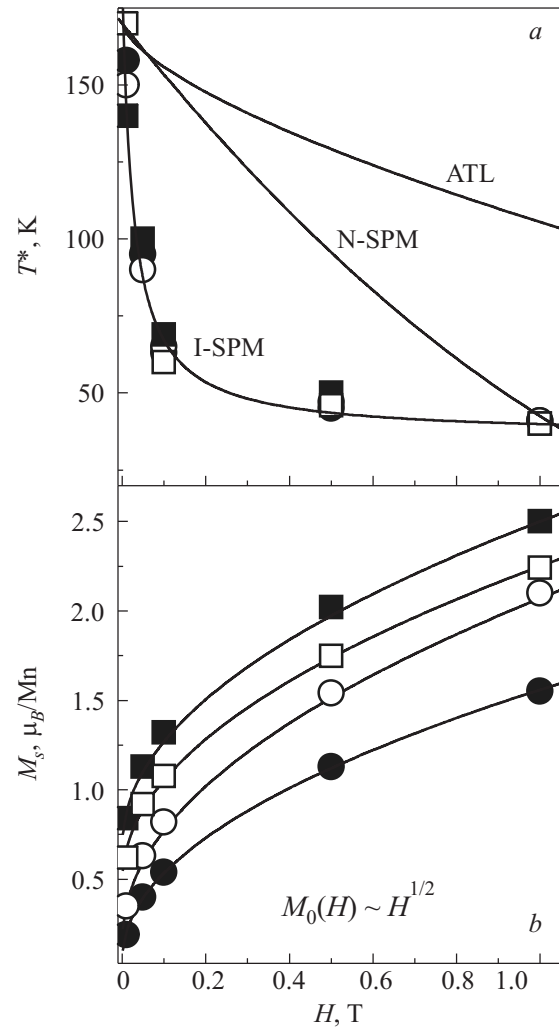 a
150
100
50
T*, K
ATL
N-SPM
I-SPM
2.5
2.0
1.5
1.0
0.5
M_s, μ_B/Mn
M_0(H) ~ H^{1/2}
b
0 0.2 0.4 0.6 0.8 1.0
H, T